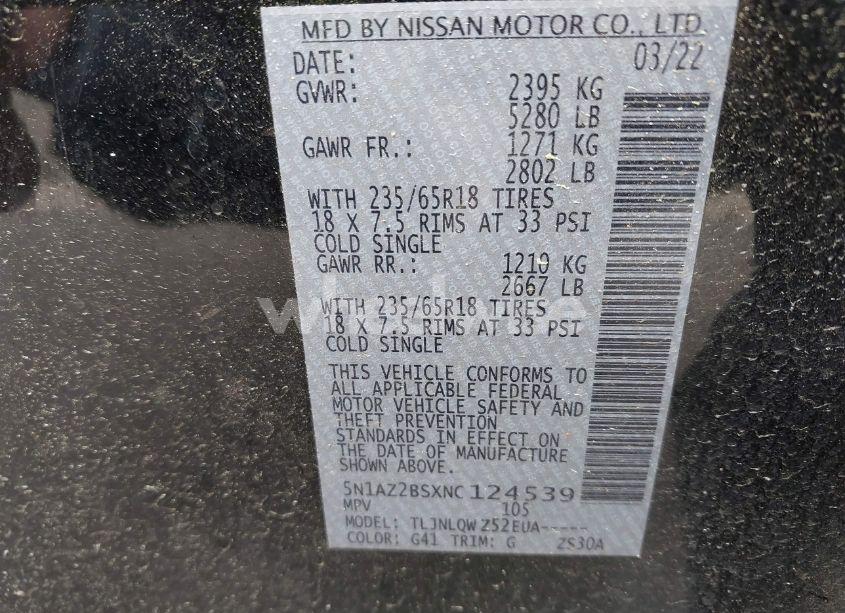 MFD BY NISSAN MOTOR CO., LTD
DATE: 03/22
GVWR: 2395 KG
5280 LB
GAWR FR.: 1271 KG
2802 LB
WITH 235/65R18 TIRES
18 X 7.5 RIMS AT 33 PSI
COLD SINGLE
GAWR RR.: 1210 KG
2667 LB
WITH 235/65R18 TIRES
18 X 7.5 RIMS AT 33 PSI
COLD SINGLE
THIS VEHICLE CONFORMS TO
ALL APPLICABLE FEDERAL
MOTOR VEHICLE SAFETY AND
THEFT PREVENTION
STANDARDS IN EFFECT ON
THE DATE OF MANUFACTURE
SHOWN ABOVE.
5N1AZ2BSXNC124539
MPV 105
MODEL: TLJNLQW Z52EUA-----
COLOR: G41 TRIM: G ZS30A